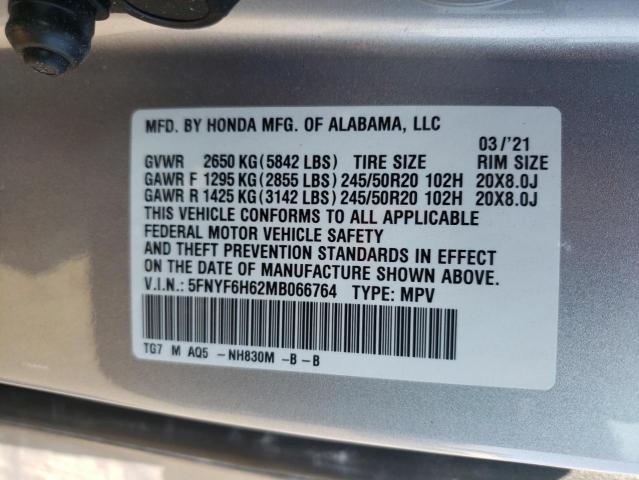 MFD. BY HONDA MFG. OF ALABAMA, LLC
03/'21
GVWR 2650 KG (5842 LBS) TIRE SIZE RIM SIZE
GAWR F 1295 KG (2855 LBS) 245/50R20 102H 20X8.0J
GAWR R 1425 KG (3142 LBS) 245/50R20 102H 20X8.0J
THIS VEHICLE CONFORMS TO ALL APPLICABLE
FEDERAL MOTOR VEHICLE SAFETY
AND THEFT PREVENTION STANDARDS IN EFFECT
ON THE DATE OF MANUFACTURE SHOWN ABOVE.
V.I.N.: 5FNYF6H62MB066764 TYPE: MPV
TG7 M AQ5 -NH830M -B -B